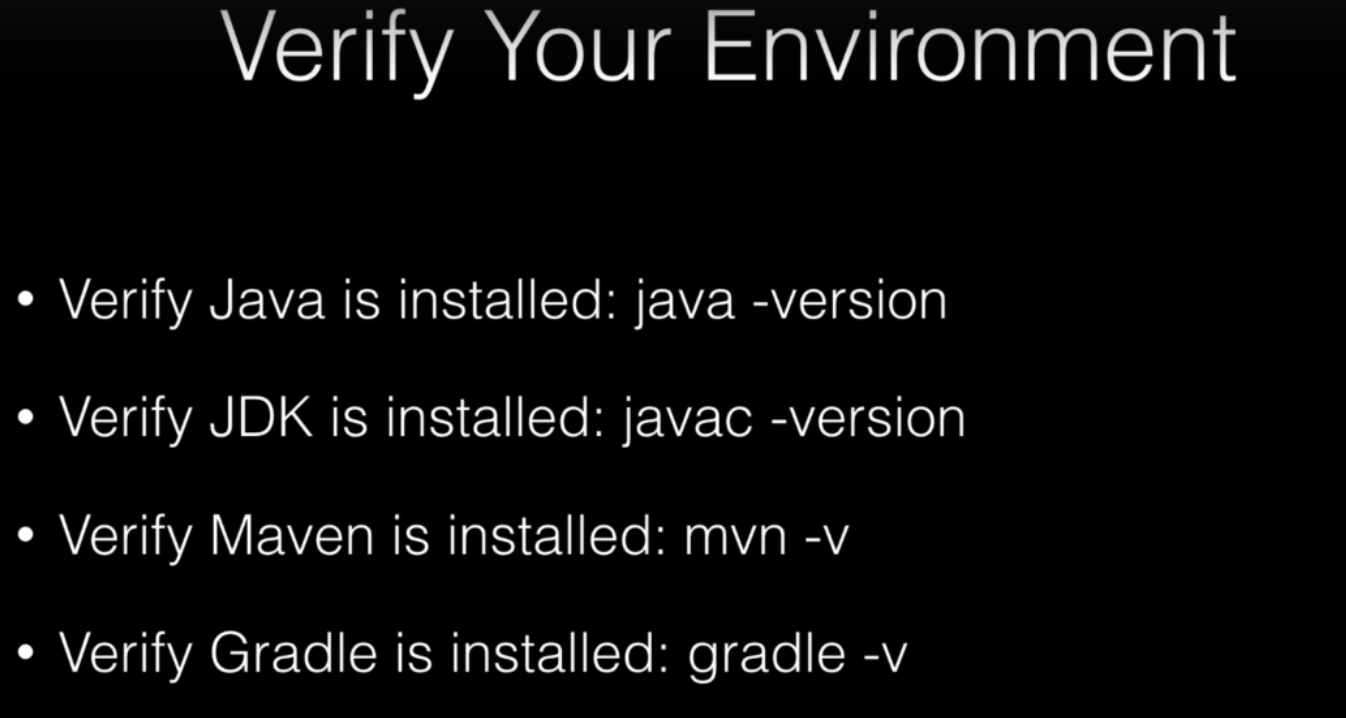 Verify Your Environment
• Verify Java is installed: java -version
• Verify JDK is installed: javac -version
• Verify Maven is installed: mvn -v
• Verify Gradle is installed: gradle -v